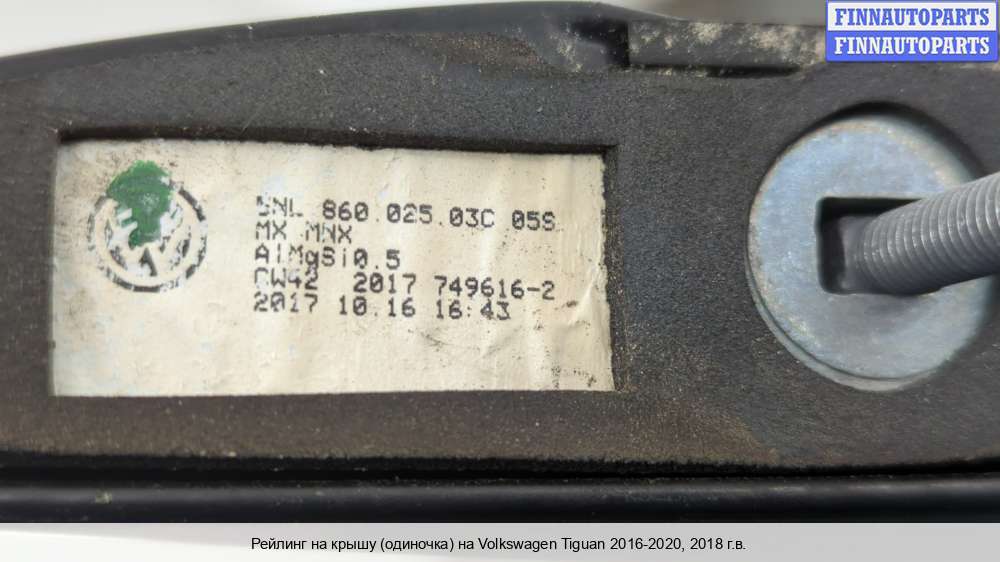 FINNAUTOPARTS
FINNAUTOPARTS
5NL 860.025.03C 05S
MX MNX
AlMgSi0.5
CW42 2017 749616-2
2017 10.16 16:43
Рейлинг на крышу (одиночка) на Volkswagen Tiguan 2016-2020, 2018 г.в.